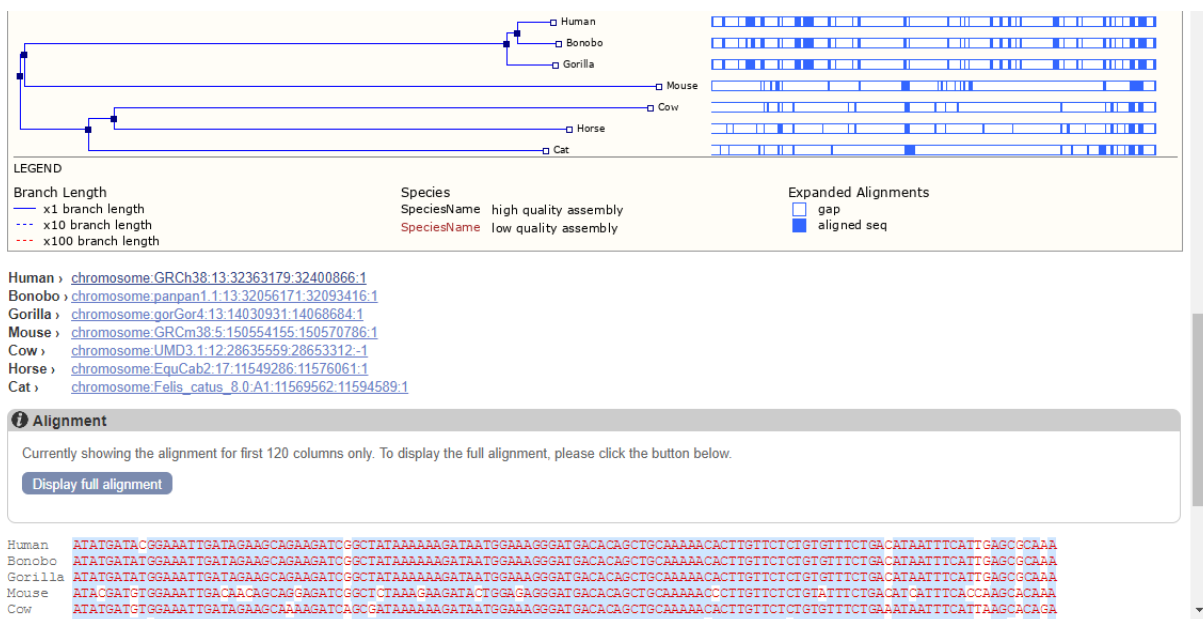 Human
Bonobo
Gorilla
Mouse
Cow
Horse
Cat
LEGEND
Branch Length Species Expanded Alignments
x1 branch length SpeciesName high quality assembly gap
x10 branch length SpeciesName low quality assembly aligned seq
x100 branch length
Human › chromosome:GRCh38:13:32363179:32400866:1
Bonobo › chromosome:panpan1.1:13:32056171:32093416:1
Gorilla › chromosome:gorGor4:13:14030931:14068684:1
Mouse › chromosome:GRCm38:5:150554155:150570786:1
Cow › chromosome:UMD3.1:12:28635559:28653312:-1
Horse › chromosome:EquCab2:17:11549286:11576061:1
Cat › chromosome:Felis_catus_8.0:A1:11569562:11594589:1
Alignment
Currently showing the alignment for first 120 columns only. To display the full alignment, please click the button below.
Display full alignment
Human ATATGATACGGAAATTGATAGAAGCAGAAGATCGGCTATAAAAAAGATAATGGAAAGGGATGACACAGCTGCAAAAACACTTGTTCTCTGTGTTTCTGACATAATTTCATTGAGCGCAAA
Bonobo ATATGATATGGAAATTGATAGAAGCAGAAGATCGGCTATAAAAAAGATAATGGAAAGGGATGACACAGCTGCAAAAACACTTGTTCTCTGTGTTTCTGACATAATTTCATTGAGCGCAAA
Gorilla ATATGATATGGAAATTGATAGAAGCAGAAGATCGGCTATAAAAAAGATAATGGAAAGGGATGACACAGCTGCAAAAACACTTGTTCTCTGTGTTTCTGACATAATTTCATTGAGCGCAAA
Mouse ATACGATGTGGAAATTGACAACAGCAGGAGATCGGCTCTAAAGAAGATACTGGAGAGGGATGACACAGCTGCAAAAACCCTTGTTCTCTGTATTTCTGACATCATTTCACCAAGCACAAA
Cow ATATGATGTGGAAATTGATAGAAGCAAAAGATCAGCGATAAAAAAGATAATGGAAAGGGATGACACAGCTGCAAAAACACTTGTTCTCTGTGTTTCTGAAATAATTTCATTAAGCACAGA